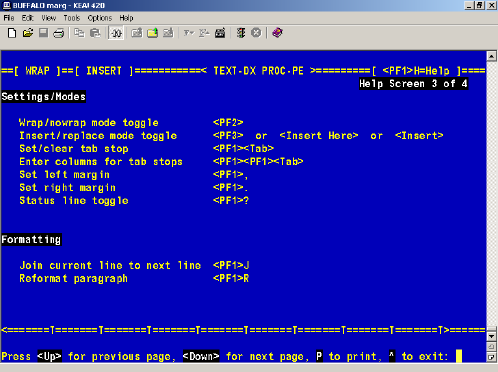 BUFFALO marg - KEA! 420
File Edit View Tools Options Help
==[ WRAP ]==[ INSERT ]===========< TEXT-DX PROC-PE >=========[ <PF1>H=Help ]====
Help Screen 3 of 4
Settings/Modes
Wrap/nowrap mode toggle <PF2>
Insert/replace mode toggle <PF3> or <Insert Here> or <Insert>
Set/clear tab stop <PF1><Tab>
Enter columns for tab stops <PF1><PF1><Tab>
Set left margin <PF1>,
Set right margin <PF1>.
Status line toggle <PF1>?
Formatting
Join current line to next line <PF1>J
Reformat paragraph <PF1>R
<=======T=======T=======T=======T=======T=======T=======T=======T=======T>======
Press <Up> for previous page, <Down> for next page, P to print, ^ to exit: